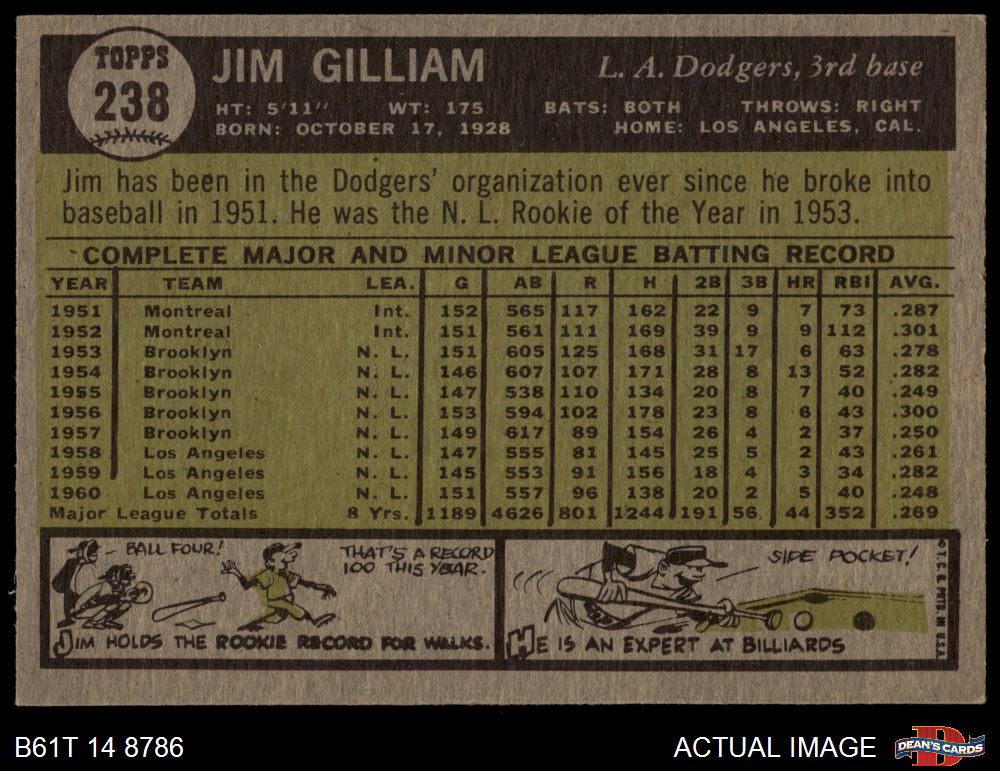 TOPPS
238
JIM GILLIAM
L. A. Dodgers, 3rd base
HT: 5'11" WT: 175 BATS: BOTH THROWS: RIGHT
BORN: OCTOBER 17, 1928 HOME: LOS ANGELES, CAL.
Jim has been in the Dodgers' organization ever since he broke into
baseball in 1951. He was the N. L. Rookie of the Year in 1953.
COMPLETE MAJOR AND MINOR LEAGUE BATTING RECORD
YEAR TEAM LEA. G AB R H 2B 3B HR RBI AVG.
1951 Montreal Int. 152 565 117 162 22 9 7 73 .287
1952 Montreal Int. 151 561 111 169 39 9 9 112 .301
1953 Brooklyn N. L. 151 605 125 168 31 17 6 63 .278
1954 Brooklyn N. L. 146 607 107 171 28 8 13 52 .282
1955 Brooklyn N. L. 147 538 110 134 20 8 7 40 .249
1956 Brooklyn N. L. 153 594 102 178 23 8 6 43 .300
1957 Brooklyn N. L. 149 617 89 154 26 4 2 37 .250
1958 Los Angeles N. L. 147 555 81 145 25 5 2 43 .261
1959 Los Angeles N. L. 145 553 91 156 18 4 3 34 .282
1960 Los Angeles N. L. 151 557 96 138 20 2 5 40 .248
Major League Totals 8 Yrs. 1189 4626 801 1244 191 56 44 352 .269
BALL FOUR!
THAT'S A RECORD
100 THIS YEAR.
JIM HOLDS THE ROOKIE RECORD FOR WALKS.
SIDE POCKET!
HE IS AN EXPERT AT BILLIARDS
© T. C. G. PRTD. IN U.S.A.
B61T 14 8786
ACTUAL IMAGE
D
DEAN'S CARDS